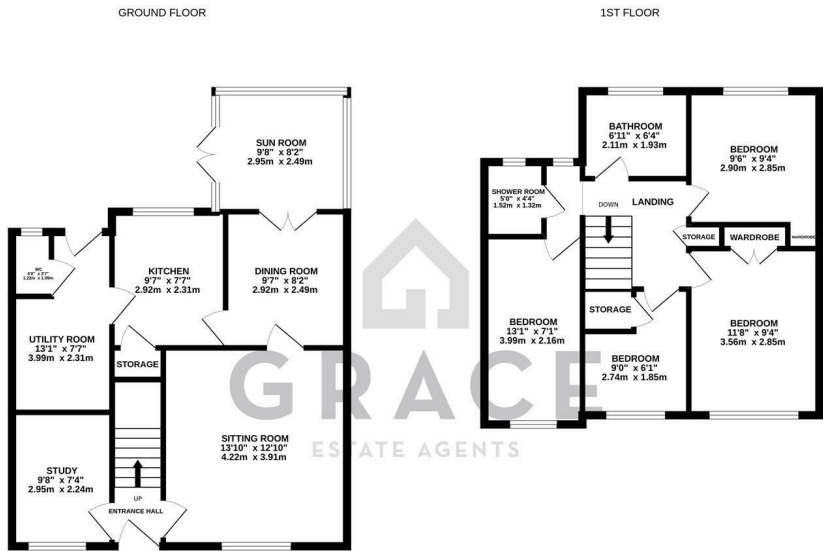 GROUND FLOOR
1ST FLOOR
SUN ROOM
9'8" x 8'2"
2.95m x 2.49m
WC
KITCHEN
9'7" x 7'7"
2.92m x 2.31m
DINING ROOM
9'7" x 8'2"
2.92m x 2.49m
UTILITY ROOM
13'1" x 7'7"
3.99m x 2.31m
STORAGE
SITTING ROOM
13'10" x 12'10"
4.22m x 3.91m
STUDY
9'8" x 7'4"
2.95m x 2.24m
UP
ENTRANCE HALL
BATHROOM
6'11" x 6'4"
2.11m x 1.93m
BEDROOM
9'6" x 9'4"
2.90m x 2.85m
SHOWER ROOM
5'0" x 4'4"
1.52m x 1.32m
DOWN
LANDING
STORAGE
WARDROBE
WARDROBE
STORAGE
BEDROOM
13'1" x 7'1"
3.99m x 2.16m
BEDROOM
9'0" x 6'1"
2.74m x 1.85m
BEDROOM
11'8" x 9'4"
3.56m x 2.85m
GRACE
ESTATE AGENTS